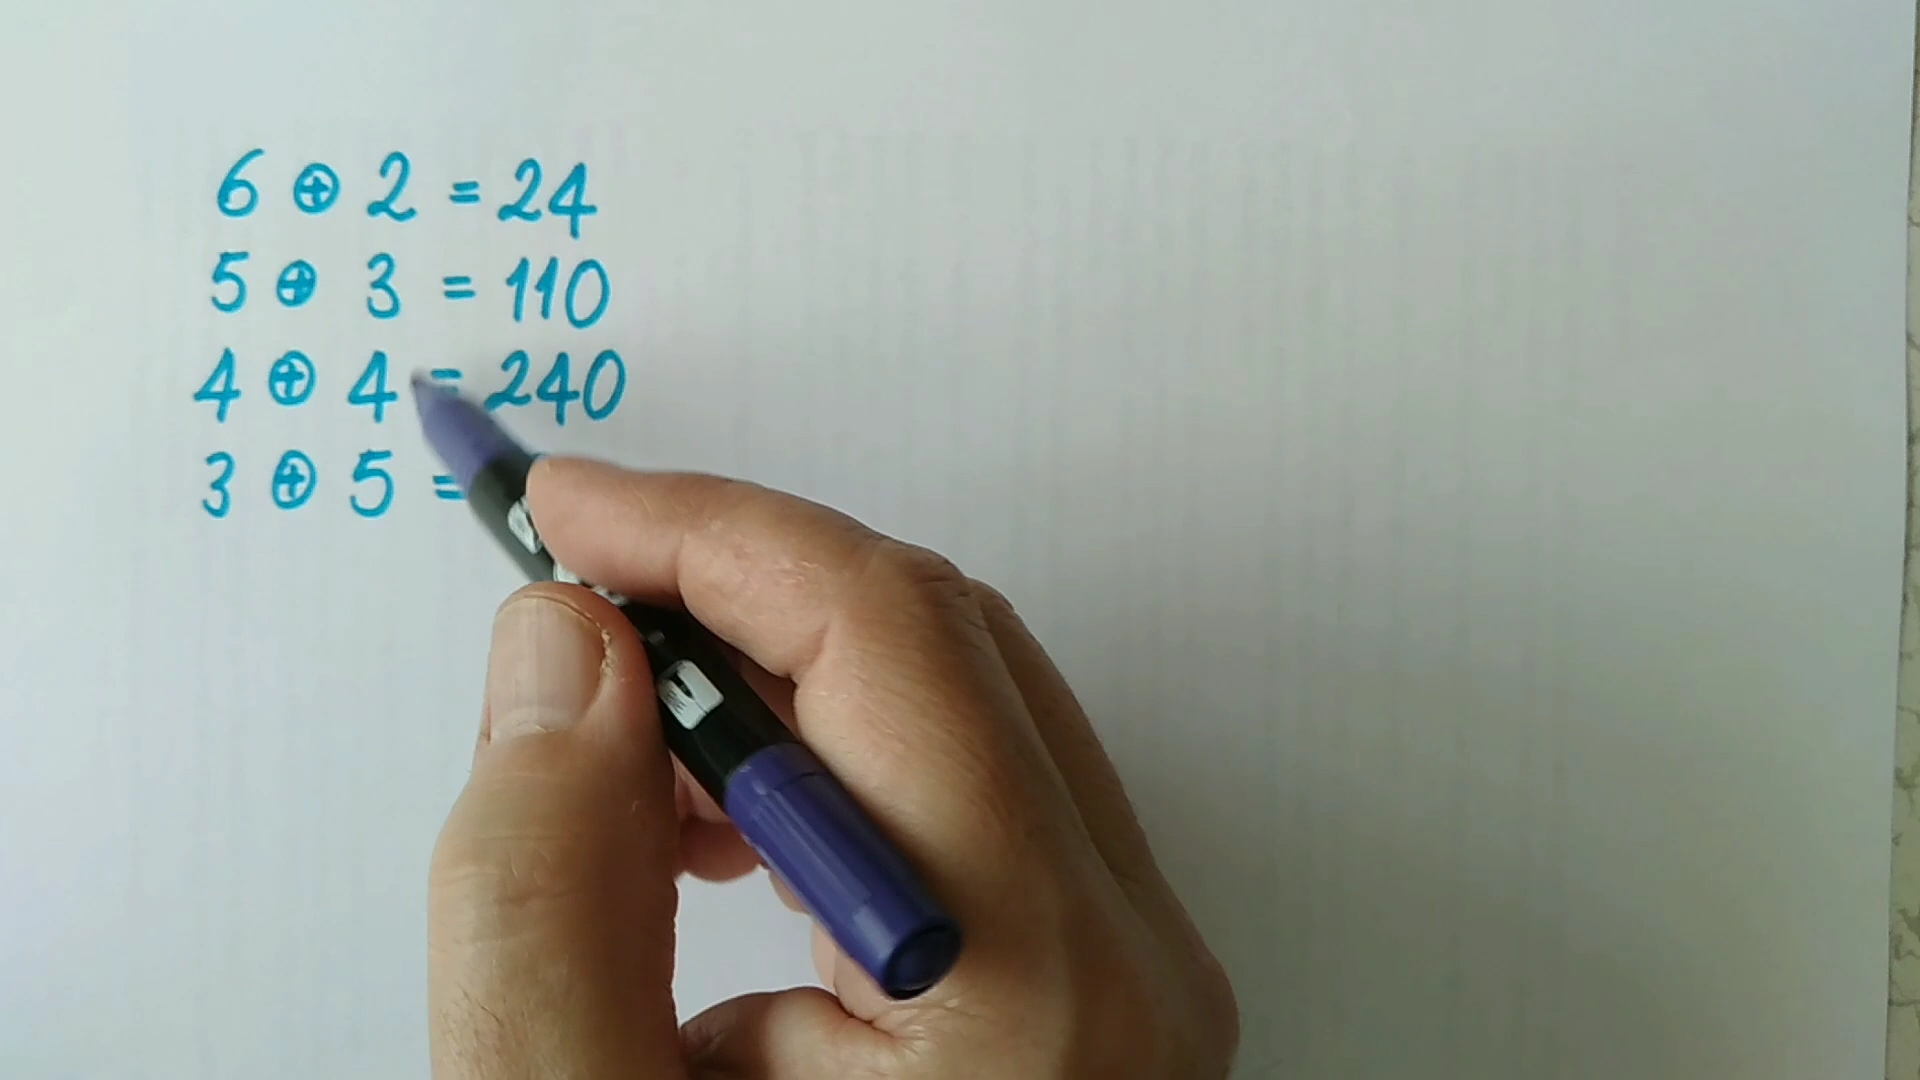 6 ⊕ 2 = 24
5 ⊕ 3 = 110
4 ⊕ 4 = 240
3 ⊕ 5 =